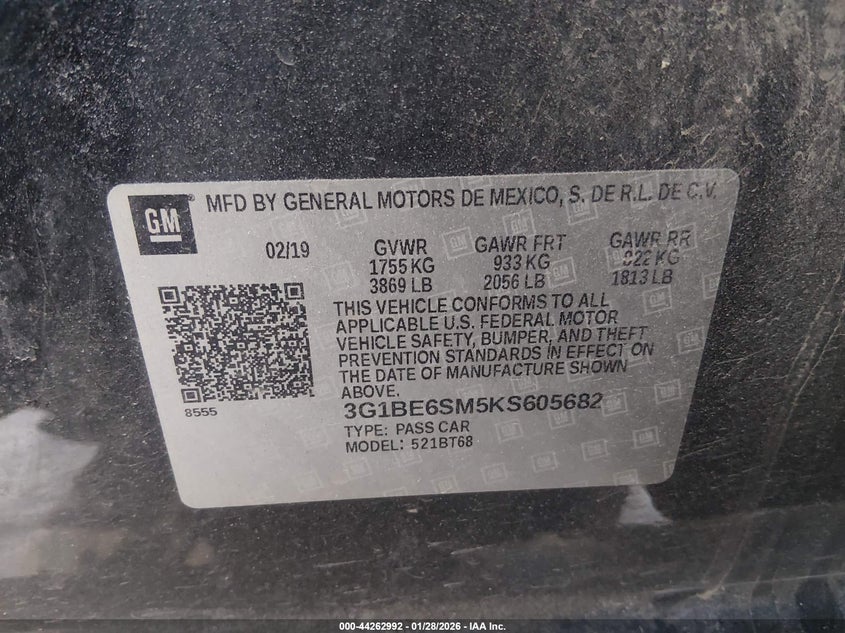 GM ®
MFD BY GENERAL MOTORS DE MEXICO, S. DE R.L. DE C.V.
02/19 GVWR GAWR FRT GAWR RR
1755 KG 933 KG 822 KG
3869 LB 2056 LB 1813 LB
THIS VEHICLE CONFORMS TO ALL
APPLICABLE U.S. FEDERAL MOTOR
VEHICLE SAFETY, BUMPER, AND THEFT
PREVENTION STANDARDS IN EFFECT ON
THE DATE OF MANUFACTURE SHOWN
ABOVE.
8555
3G1BE6SM5KS605682
TYPE: PASS CAR
MODEL: 521BT68
000-44262992 | 01/28/2026 - IAA Inc.